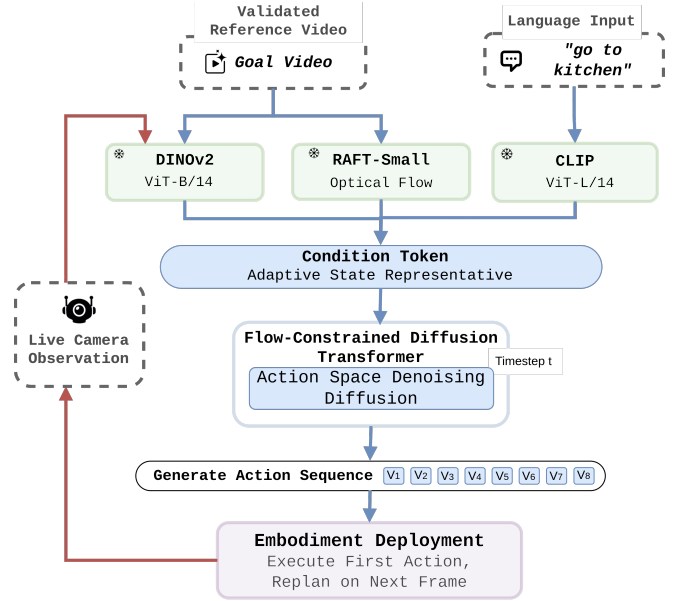 Validated
Reference Video
Language Input
Goal Video
"go to
kitchen"
DINOv2
ViT-B/14
RAFT-Small
Optical Flow
CLIP
ViT-L/14
Condition Token
Adaptive State Representative
Live Camera
Observation
Flow-Constrained Diffusion
Transformer
Timestep t
Action Space Denoising
Diffusion
Generate Action Sequence V1 V2 V3 V4 V5 V6 V7 V8
Embodiment Deployment
Execute First Action,
Replan on Next Frame